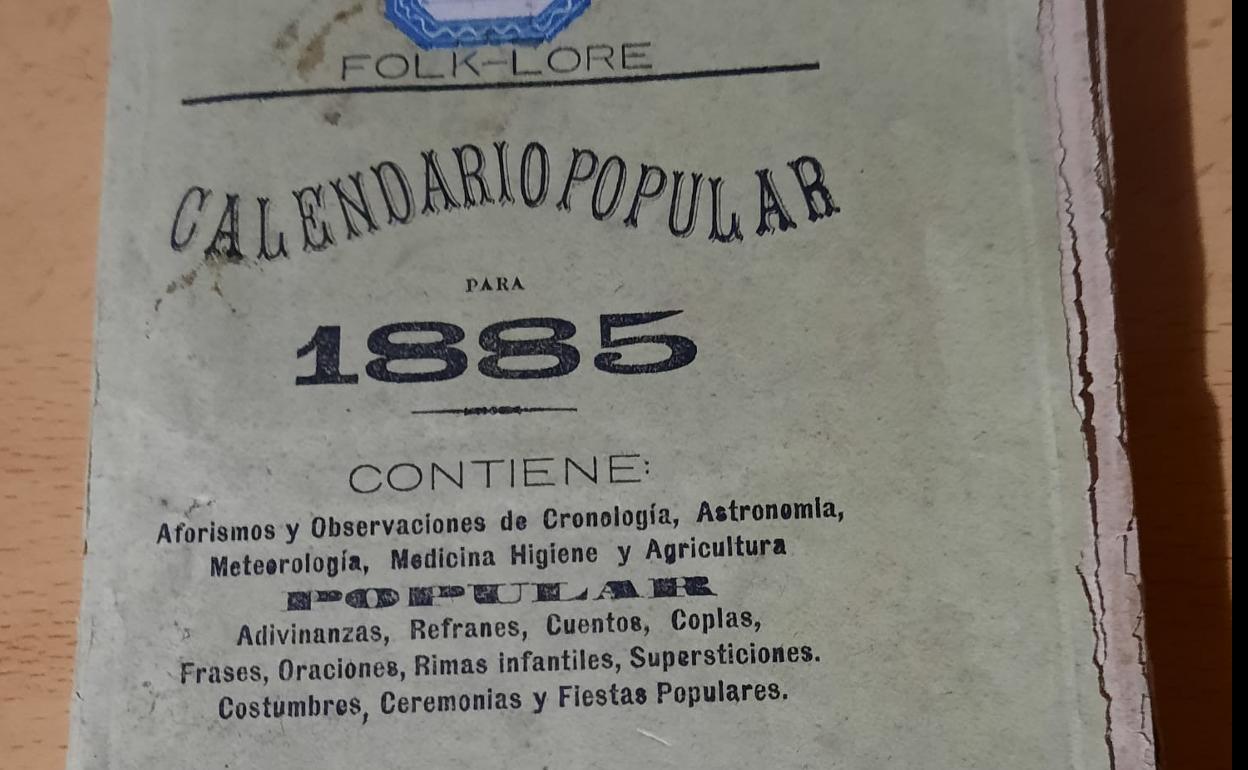 FOLK-LORE
CALENDARIO POPULAR
PARA
1885
CONTIENE:
Aforismos y Observaciones de Cronología, Astronomía,
Meteorología, Medicina Higiene y Agricultura
POPULAR
Adivinanzas, Refranes, Cuentos, Coplas,
Frases, Oraciones, Rimas infantiles, Supersticiones.
Costumbres, Ceremonias y Fiestas Populares.